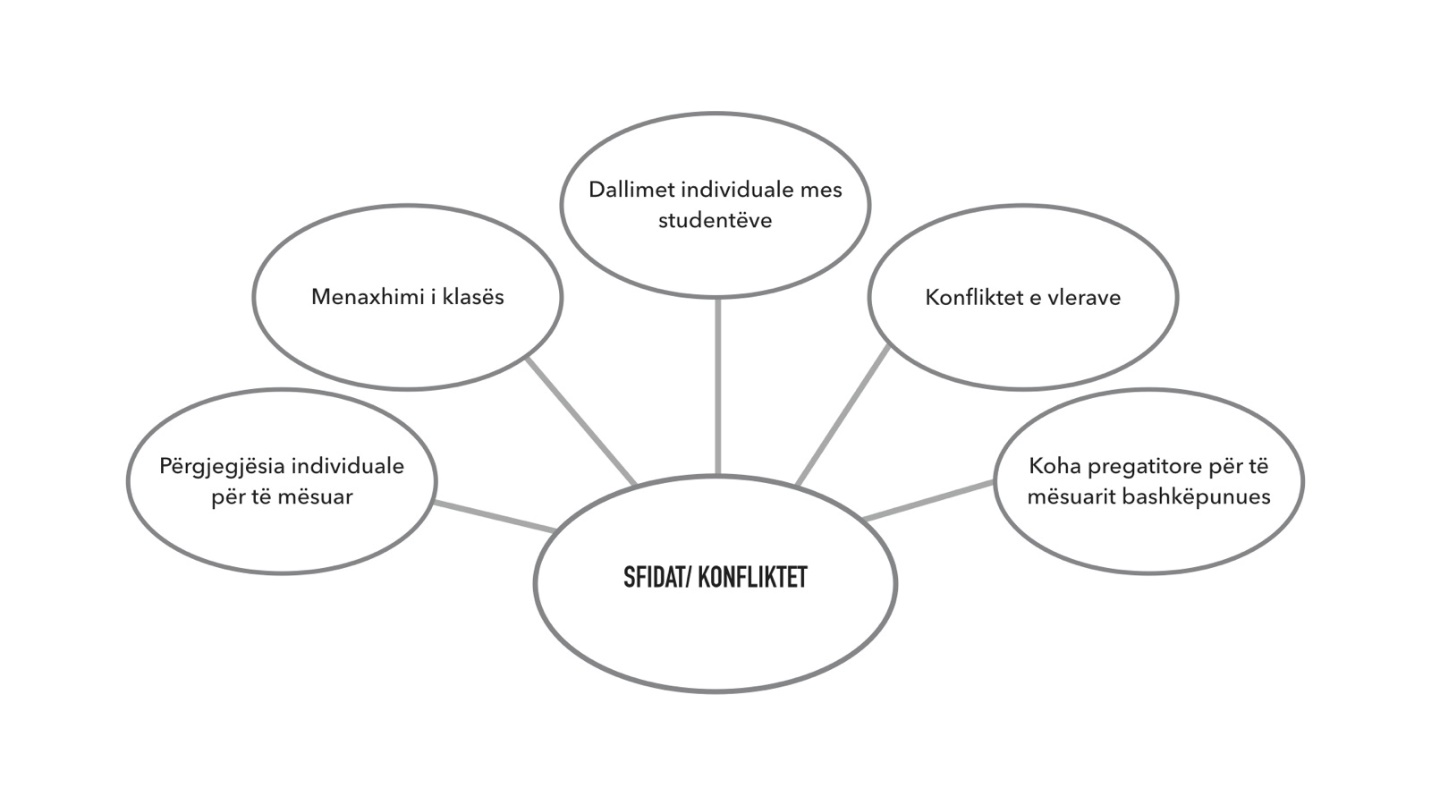 Dallimet individuale mes
studentëve
Menaxhimi i klasës
Konfliktet e vlerave
Përgjegjësia individuale
për të mësuar
Koha pregatitore për të
mësuarit bashkëpunues
SFIDAT/ KONFLIKTET